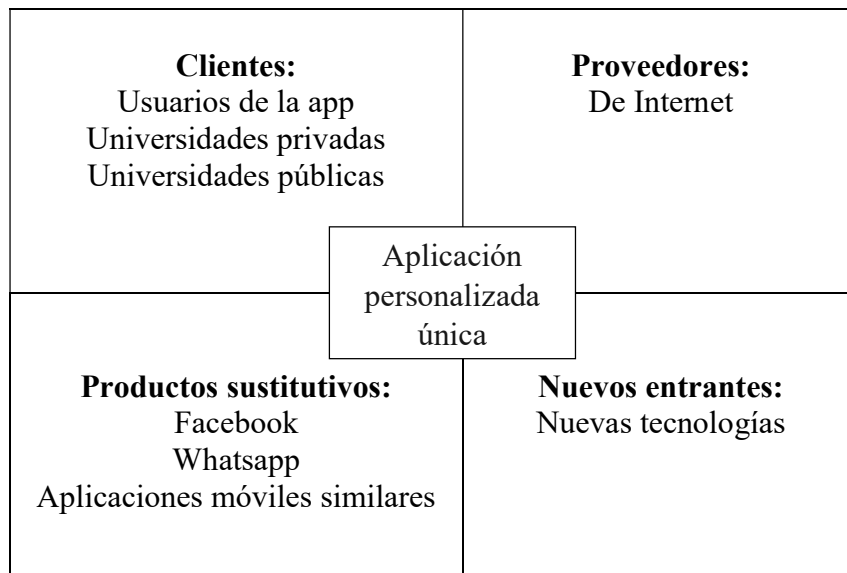 Clientes:
Usuarios de la app
Universidades privadas
Universidades públicas
Proveedores:
De Internet
Aplicación
personalizada
única
Productos sustitutivos:
Facebook
Whatsapp
Aplicaciones móviles similares
Nuevos entrantes:
Nuevas tecnologías